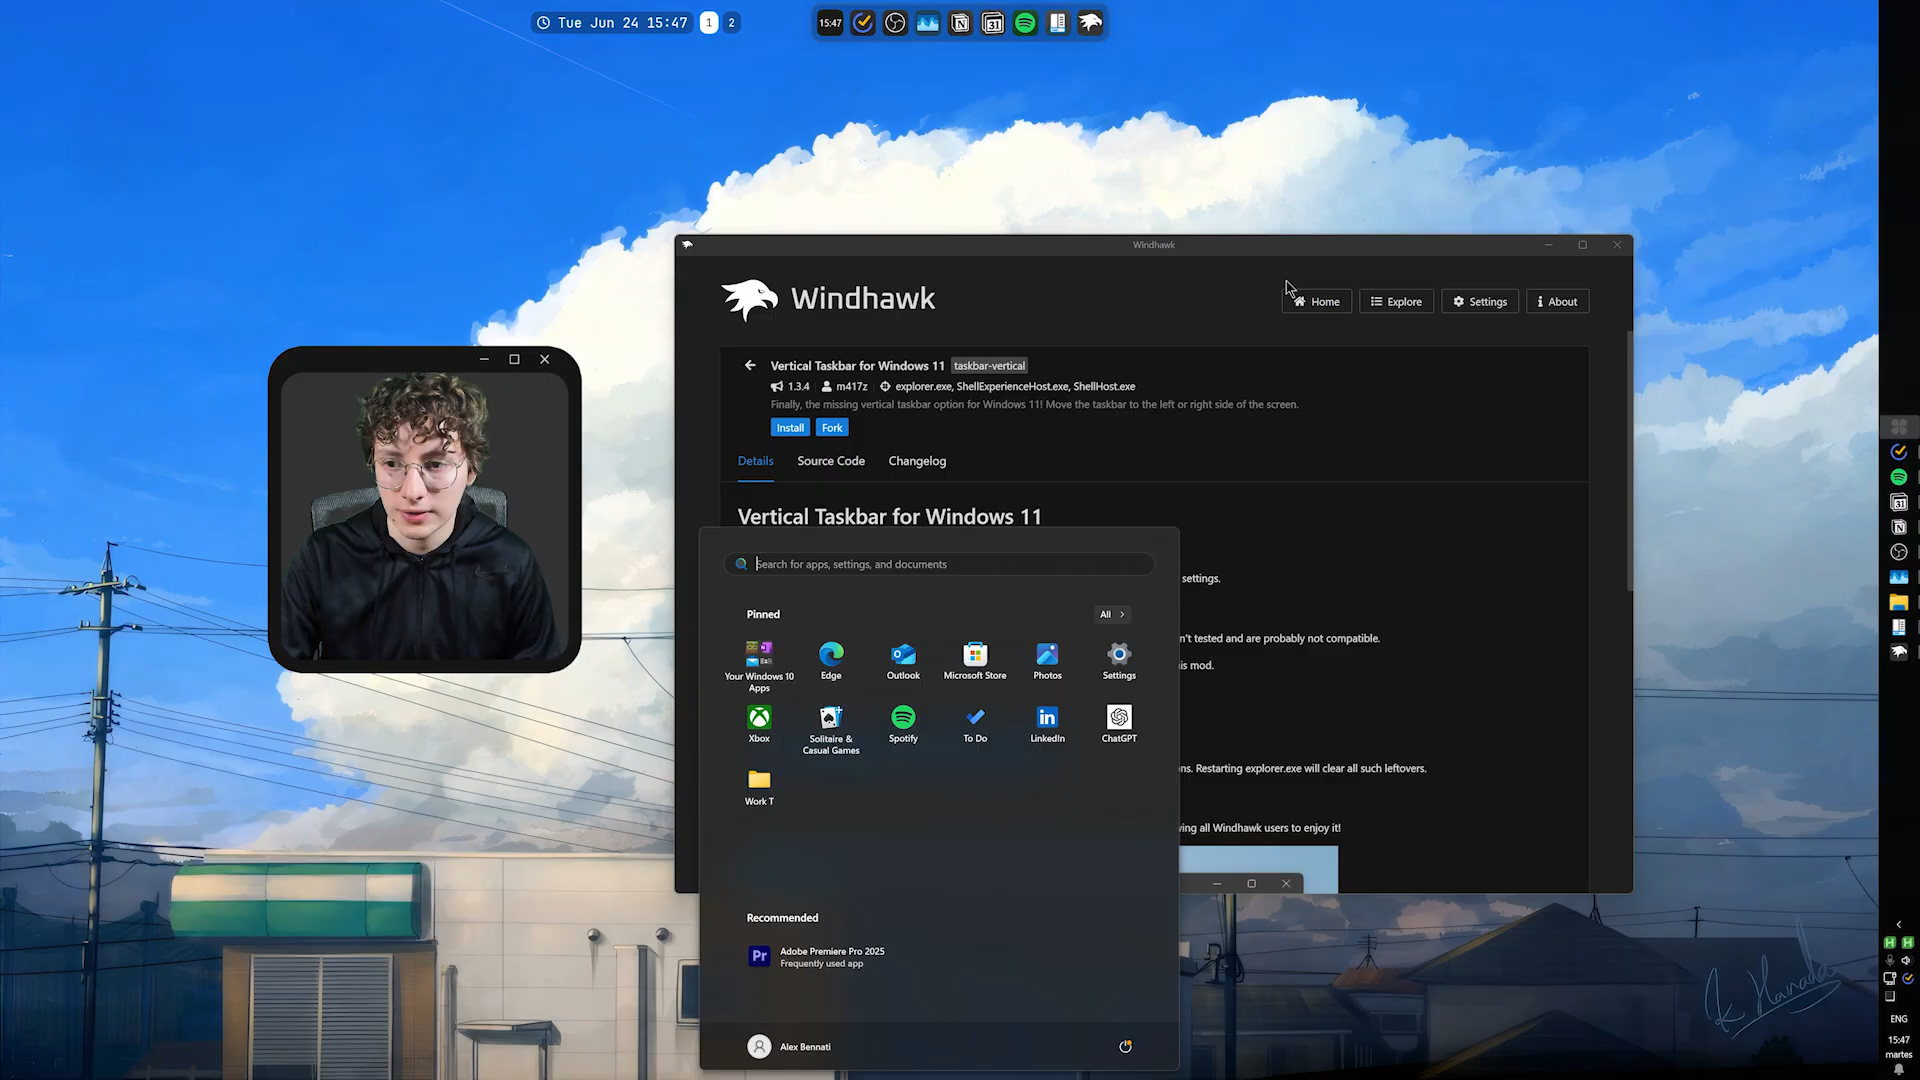 Tue Jun 24 15:47 1 2
15:47
31
Windhawk
Windhawk
Home
Explore
Settings
About
Vertical Taskbar for Windows 11 taskbar-vertical
1.3.4 m417z explorer.exe, ShellExperienceHost.exe, ShellHost.exe
Finally, the missing vertical taskbar option for Windows 11! Move the taskbar to the left or right side of the screen.
Install Fork
Details Source Code Changelog
Vertical Taskbar for Windows 11
settings.
n't tested and are probably not compatible.
is mod.
ns. Restarting explorer.exe will clear all such leftovers.
ving all Windhawk users to enjoy it!
Search for apps, settings, and documents
Pinned
All
Your Windows 10 Apps
Edge
Outlook
Microsoft Store
Photos
Settings
Xbox
Solitaire & Casual Games
Spotify
To Do
LinkedIn
ChatGPT
Work T
Recommended
Pr
Adobe Premiere Pro 2025
Frequently used app
Alex Bennati
31
H H
ENG
15:47
martes